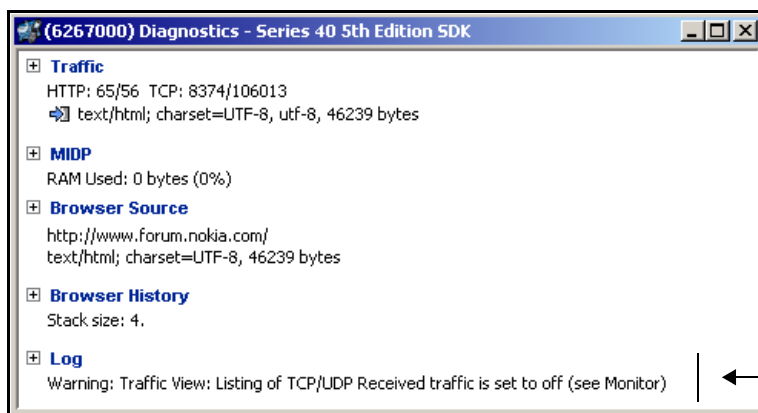 (6267000) Diagnostics - Series 40 5th Edition SDK
Traffic
HTTP: 65/56 TCP: 8374/106013
text/html; charset=UTF-8, utf-8, 46239 bytes
MIDP
RAM Used: 0 bytes (0%)
Browser Source
http://www.forum.nokia.com/
text/html; charset=UTF-8, 46239 bytes
Browser History
Stack size: 4.
Log
Warning: Traffic View: Listing of TCP/UDP Received traffic is set to off (see Monitor)